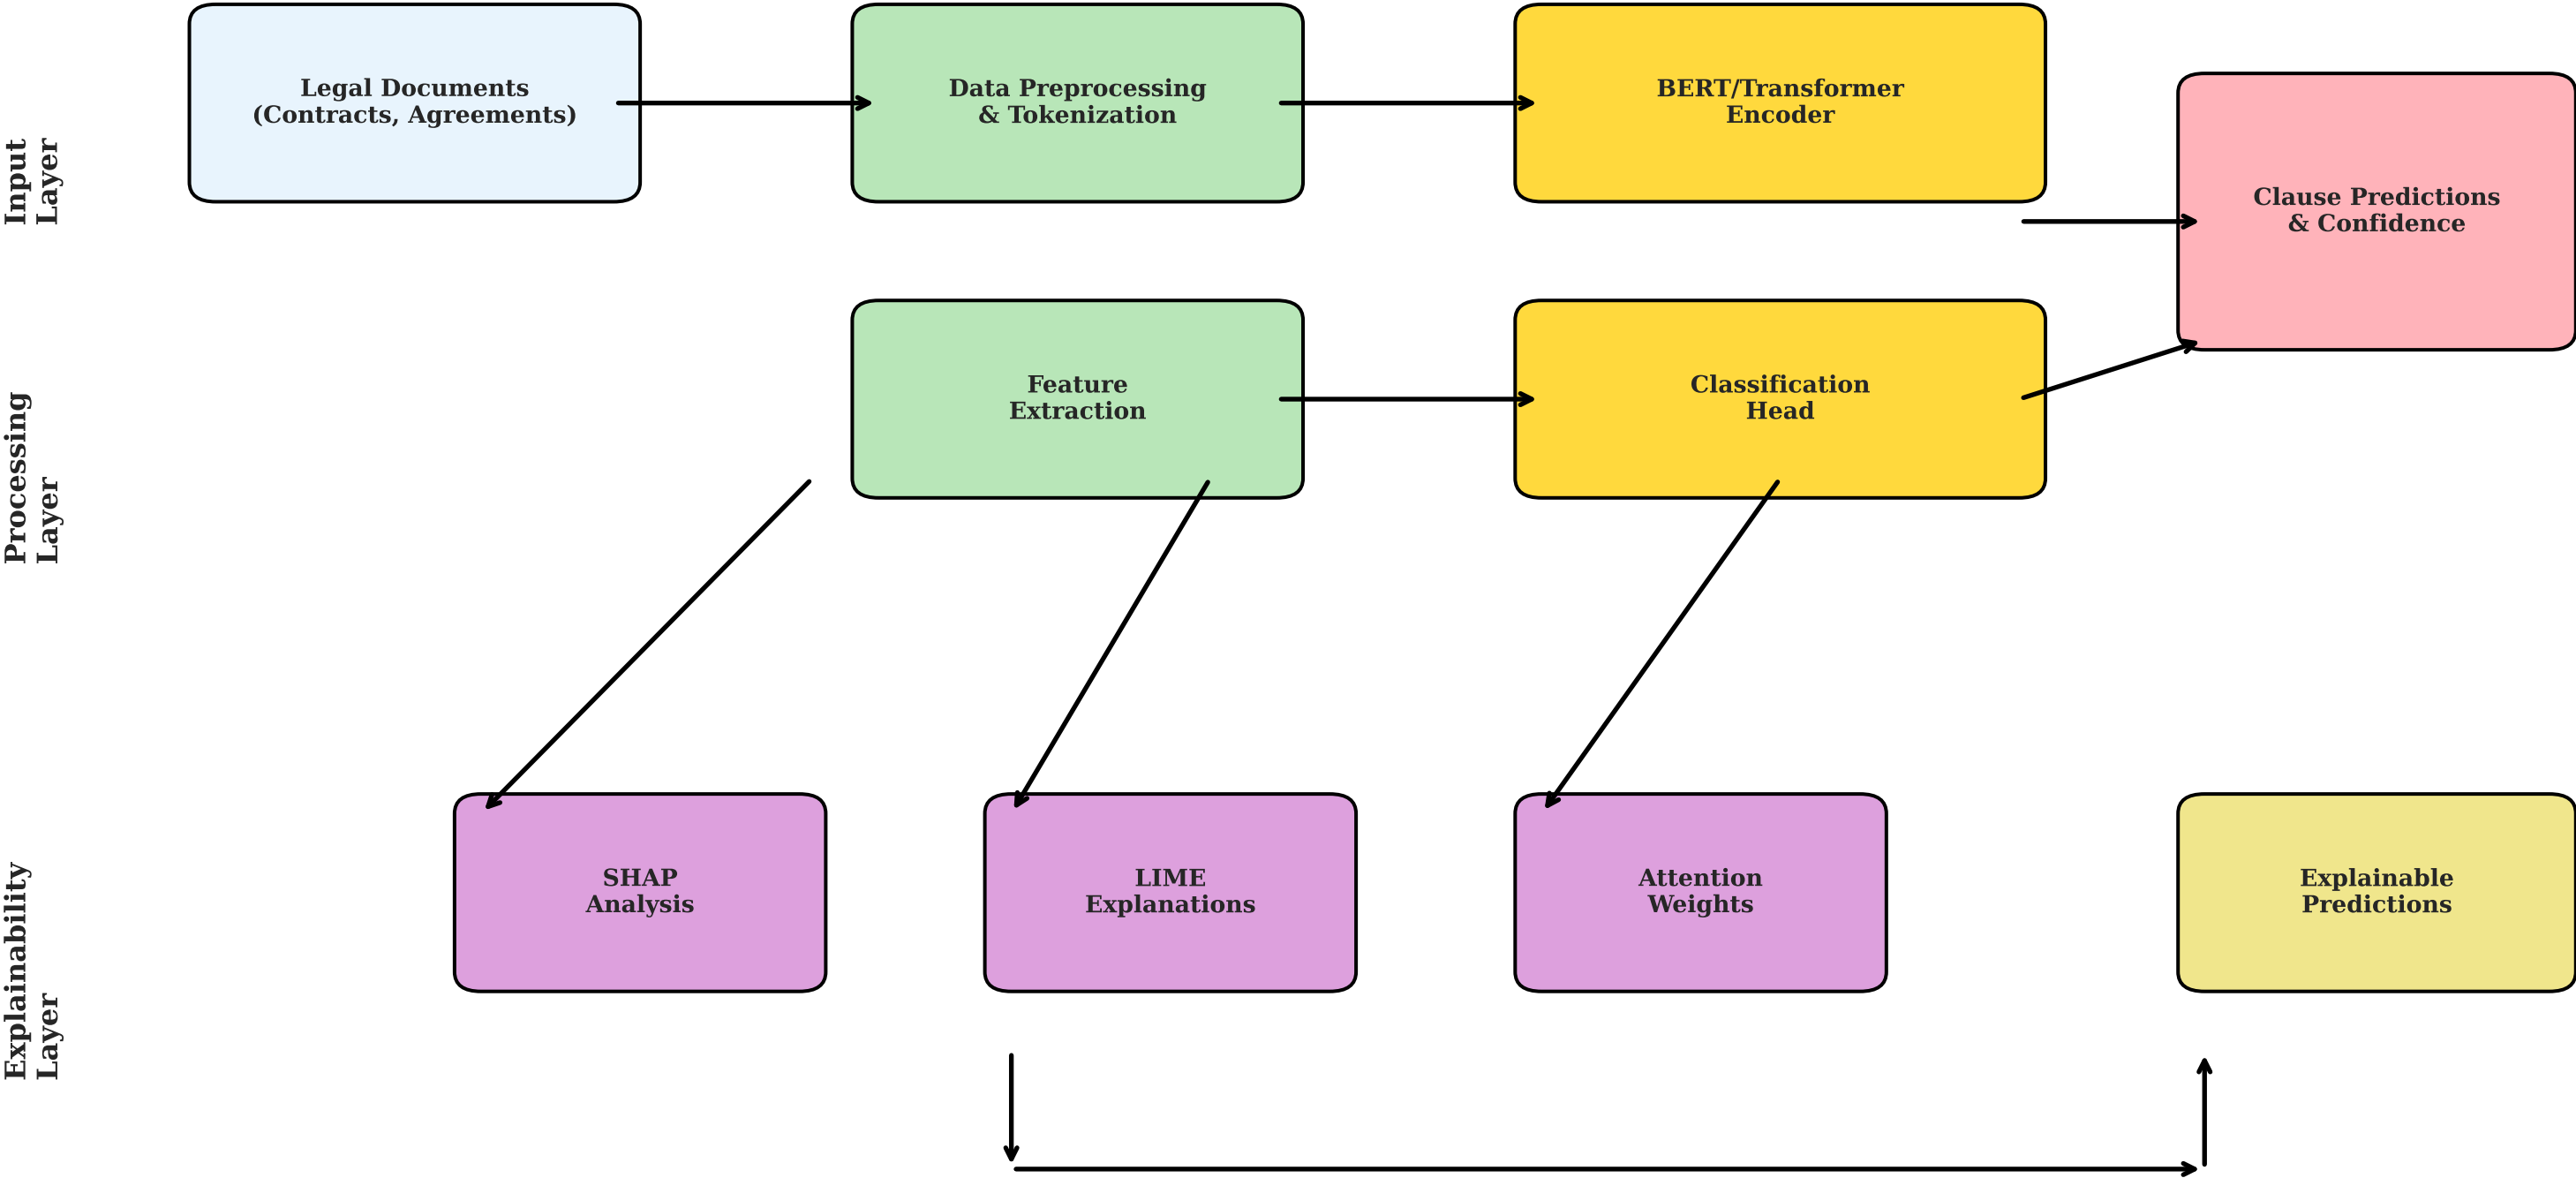 Input
Layer
Legal Documents
(Contracts, Agreements)
Data Preprocessing
& Tokenization
BERT/Transformer
Encoder
Clause Predictions
& Confidence
Processing
Layer
Feature
Extraction
Classification
Head
Explainability
Layer
SHAP
Analysis
LIME
Explanations
Attention
Weights
Explainable
Predictions